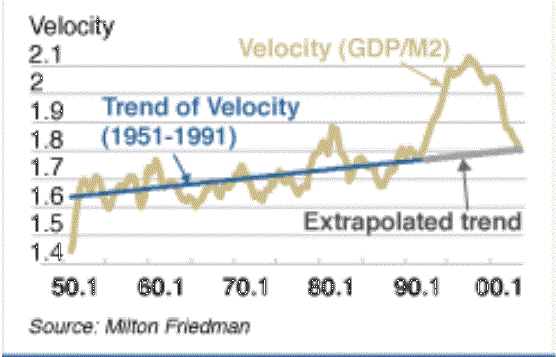 Velocity
2.1
Velocity (GDP/M2)
2
1.9
Trend of Velocity
1.8
(1951-1991)
1.7
1.6
1.5
Extrapolated trend
1.4
50.1 60.1 70.1 80.1 90.1 00.1
Source: Milton Friedman